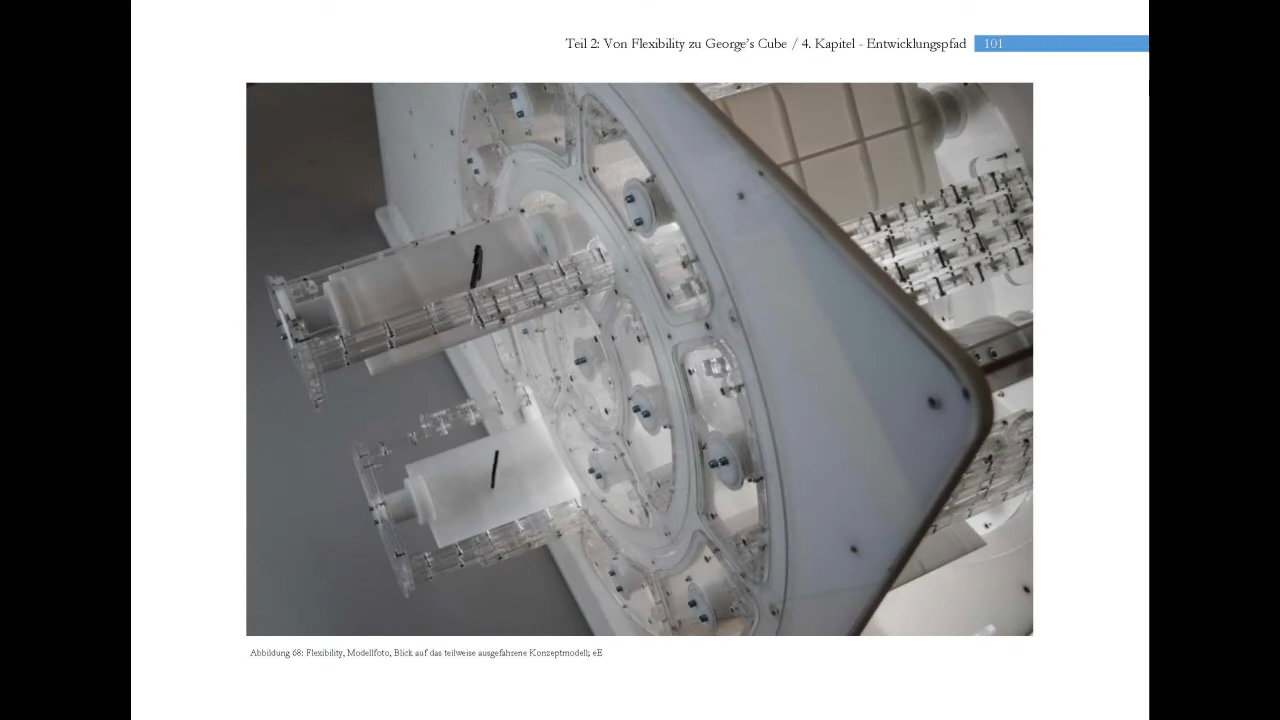 Teil 2: Von Flexibility zu George's Cube / 4. Kapitel - Entwicklungspfad 101
Abbildung 68: Flexibility, Modellfoto, Blick auf das teilweise ausgefahrene Konzeptmodell; eE